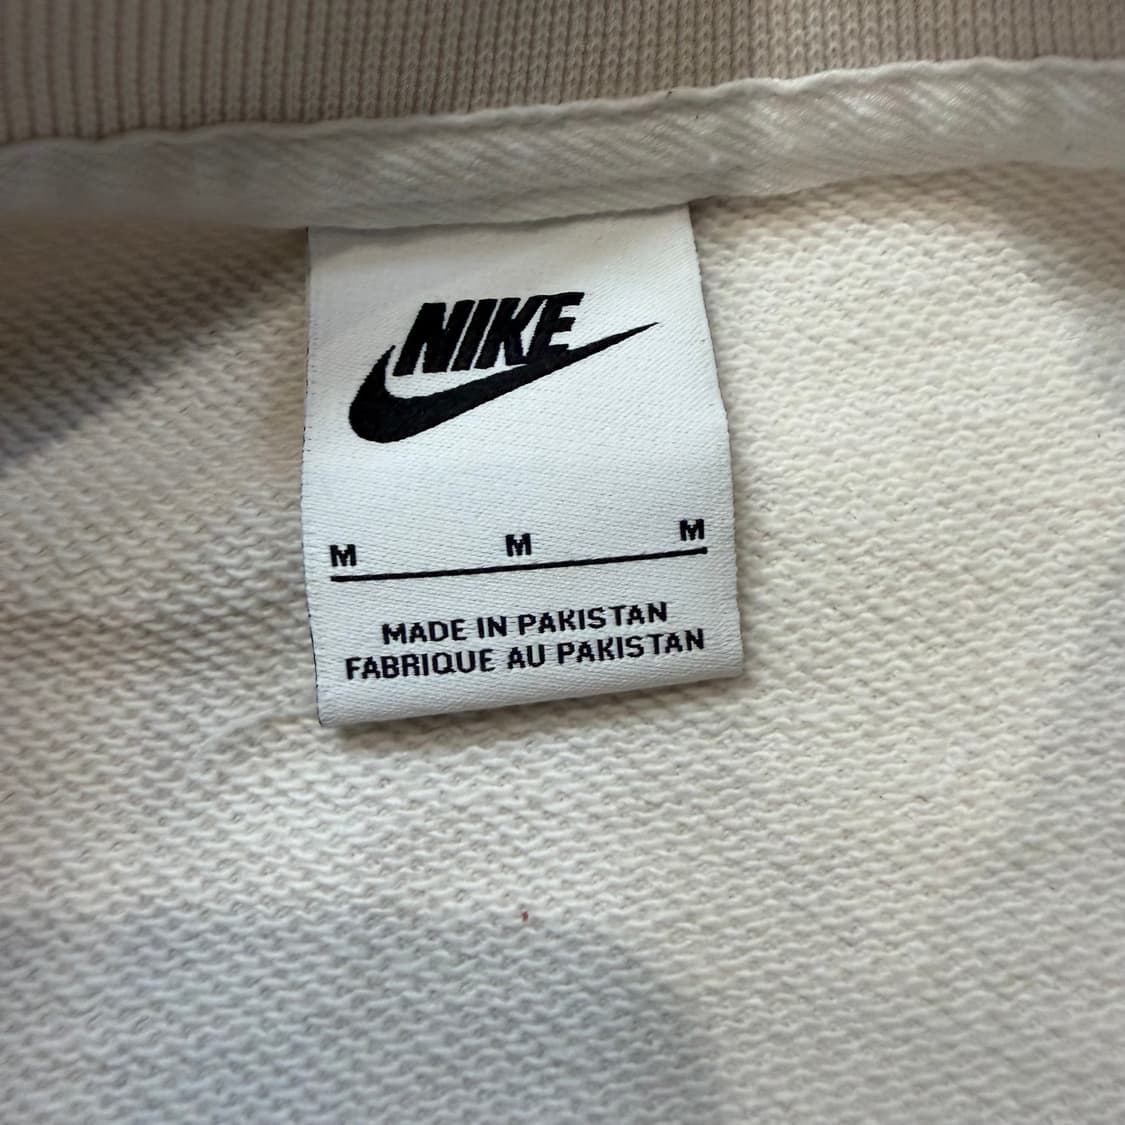 NIKE
M M M
MADE IN PAKISTAN
FABRIQUE AU PAKISTAN